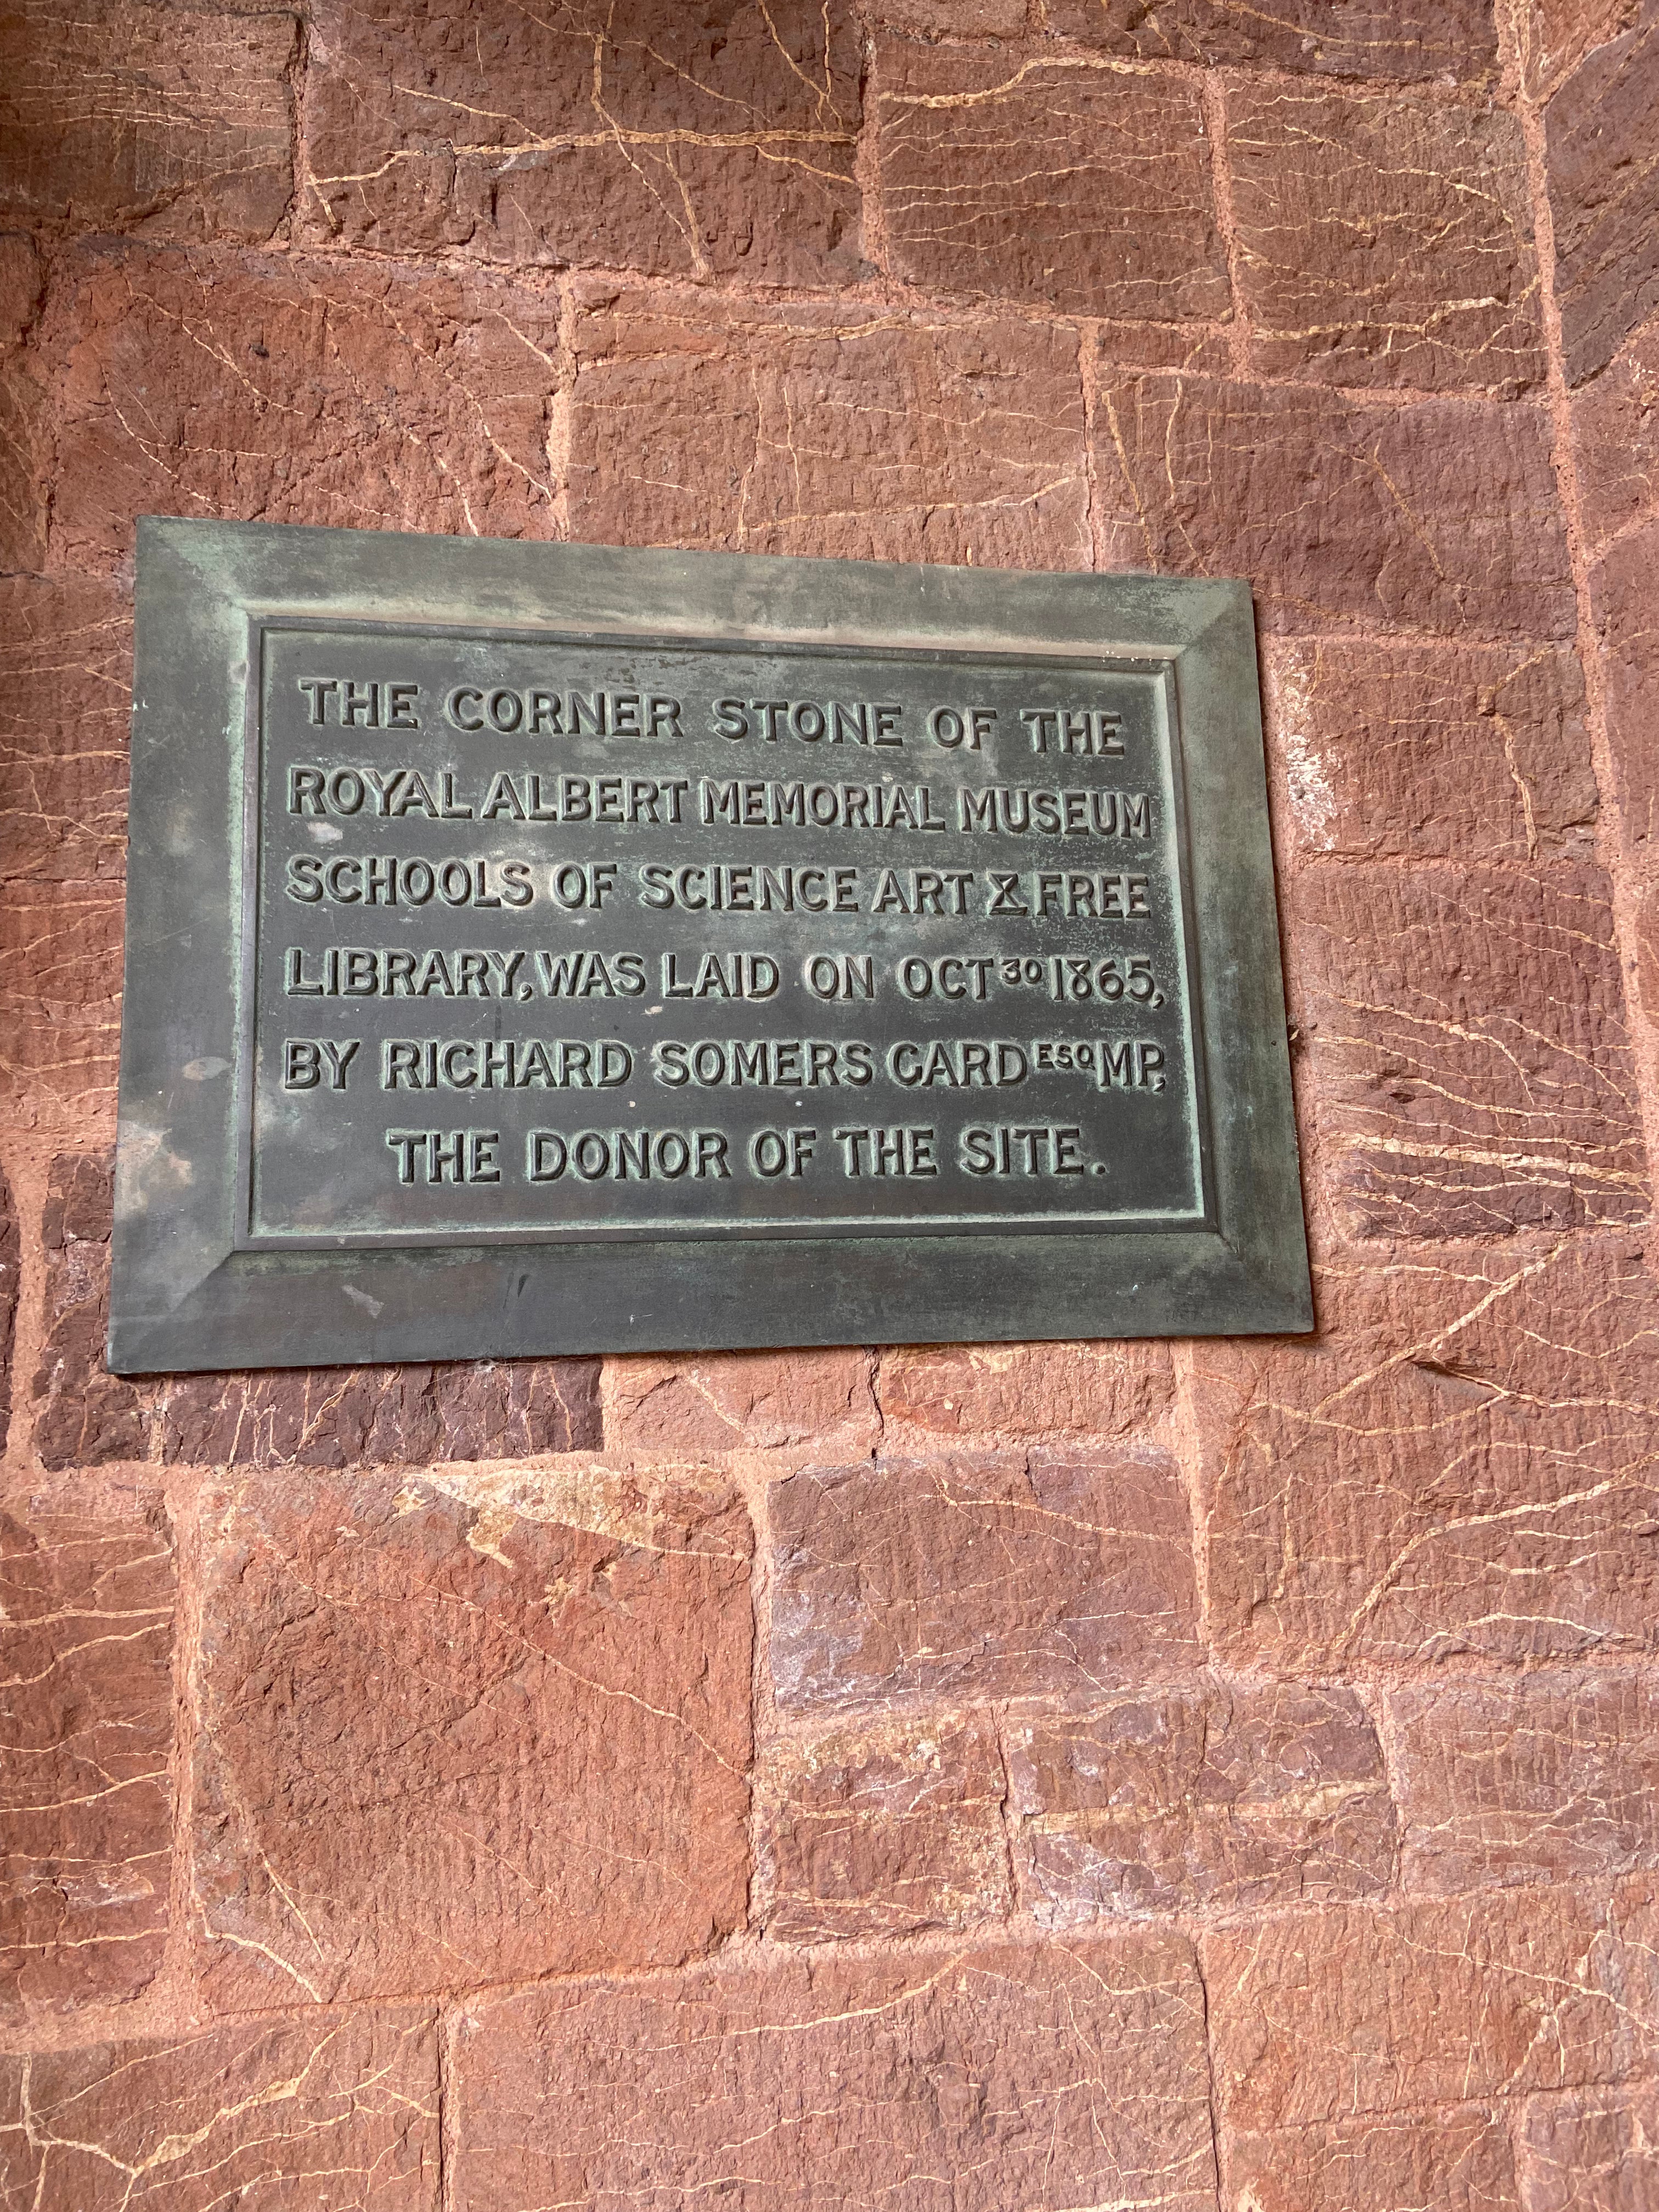 THE CORNER STONE OF THE
ROYAL ALBERT MEMORIAL MUSEUM
SCHOOLS OF SCIENCE ART & FREE
LIBRARY, WAS LAID ON OCT 30 1865,
BY RICHARD SOMERS GARD ESQ MP,
THE DONOR OF THE SITE.